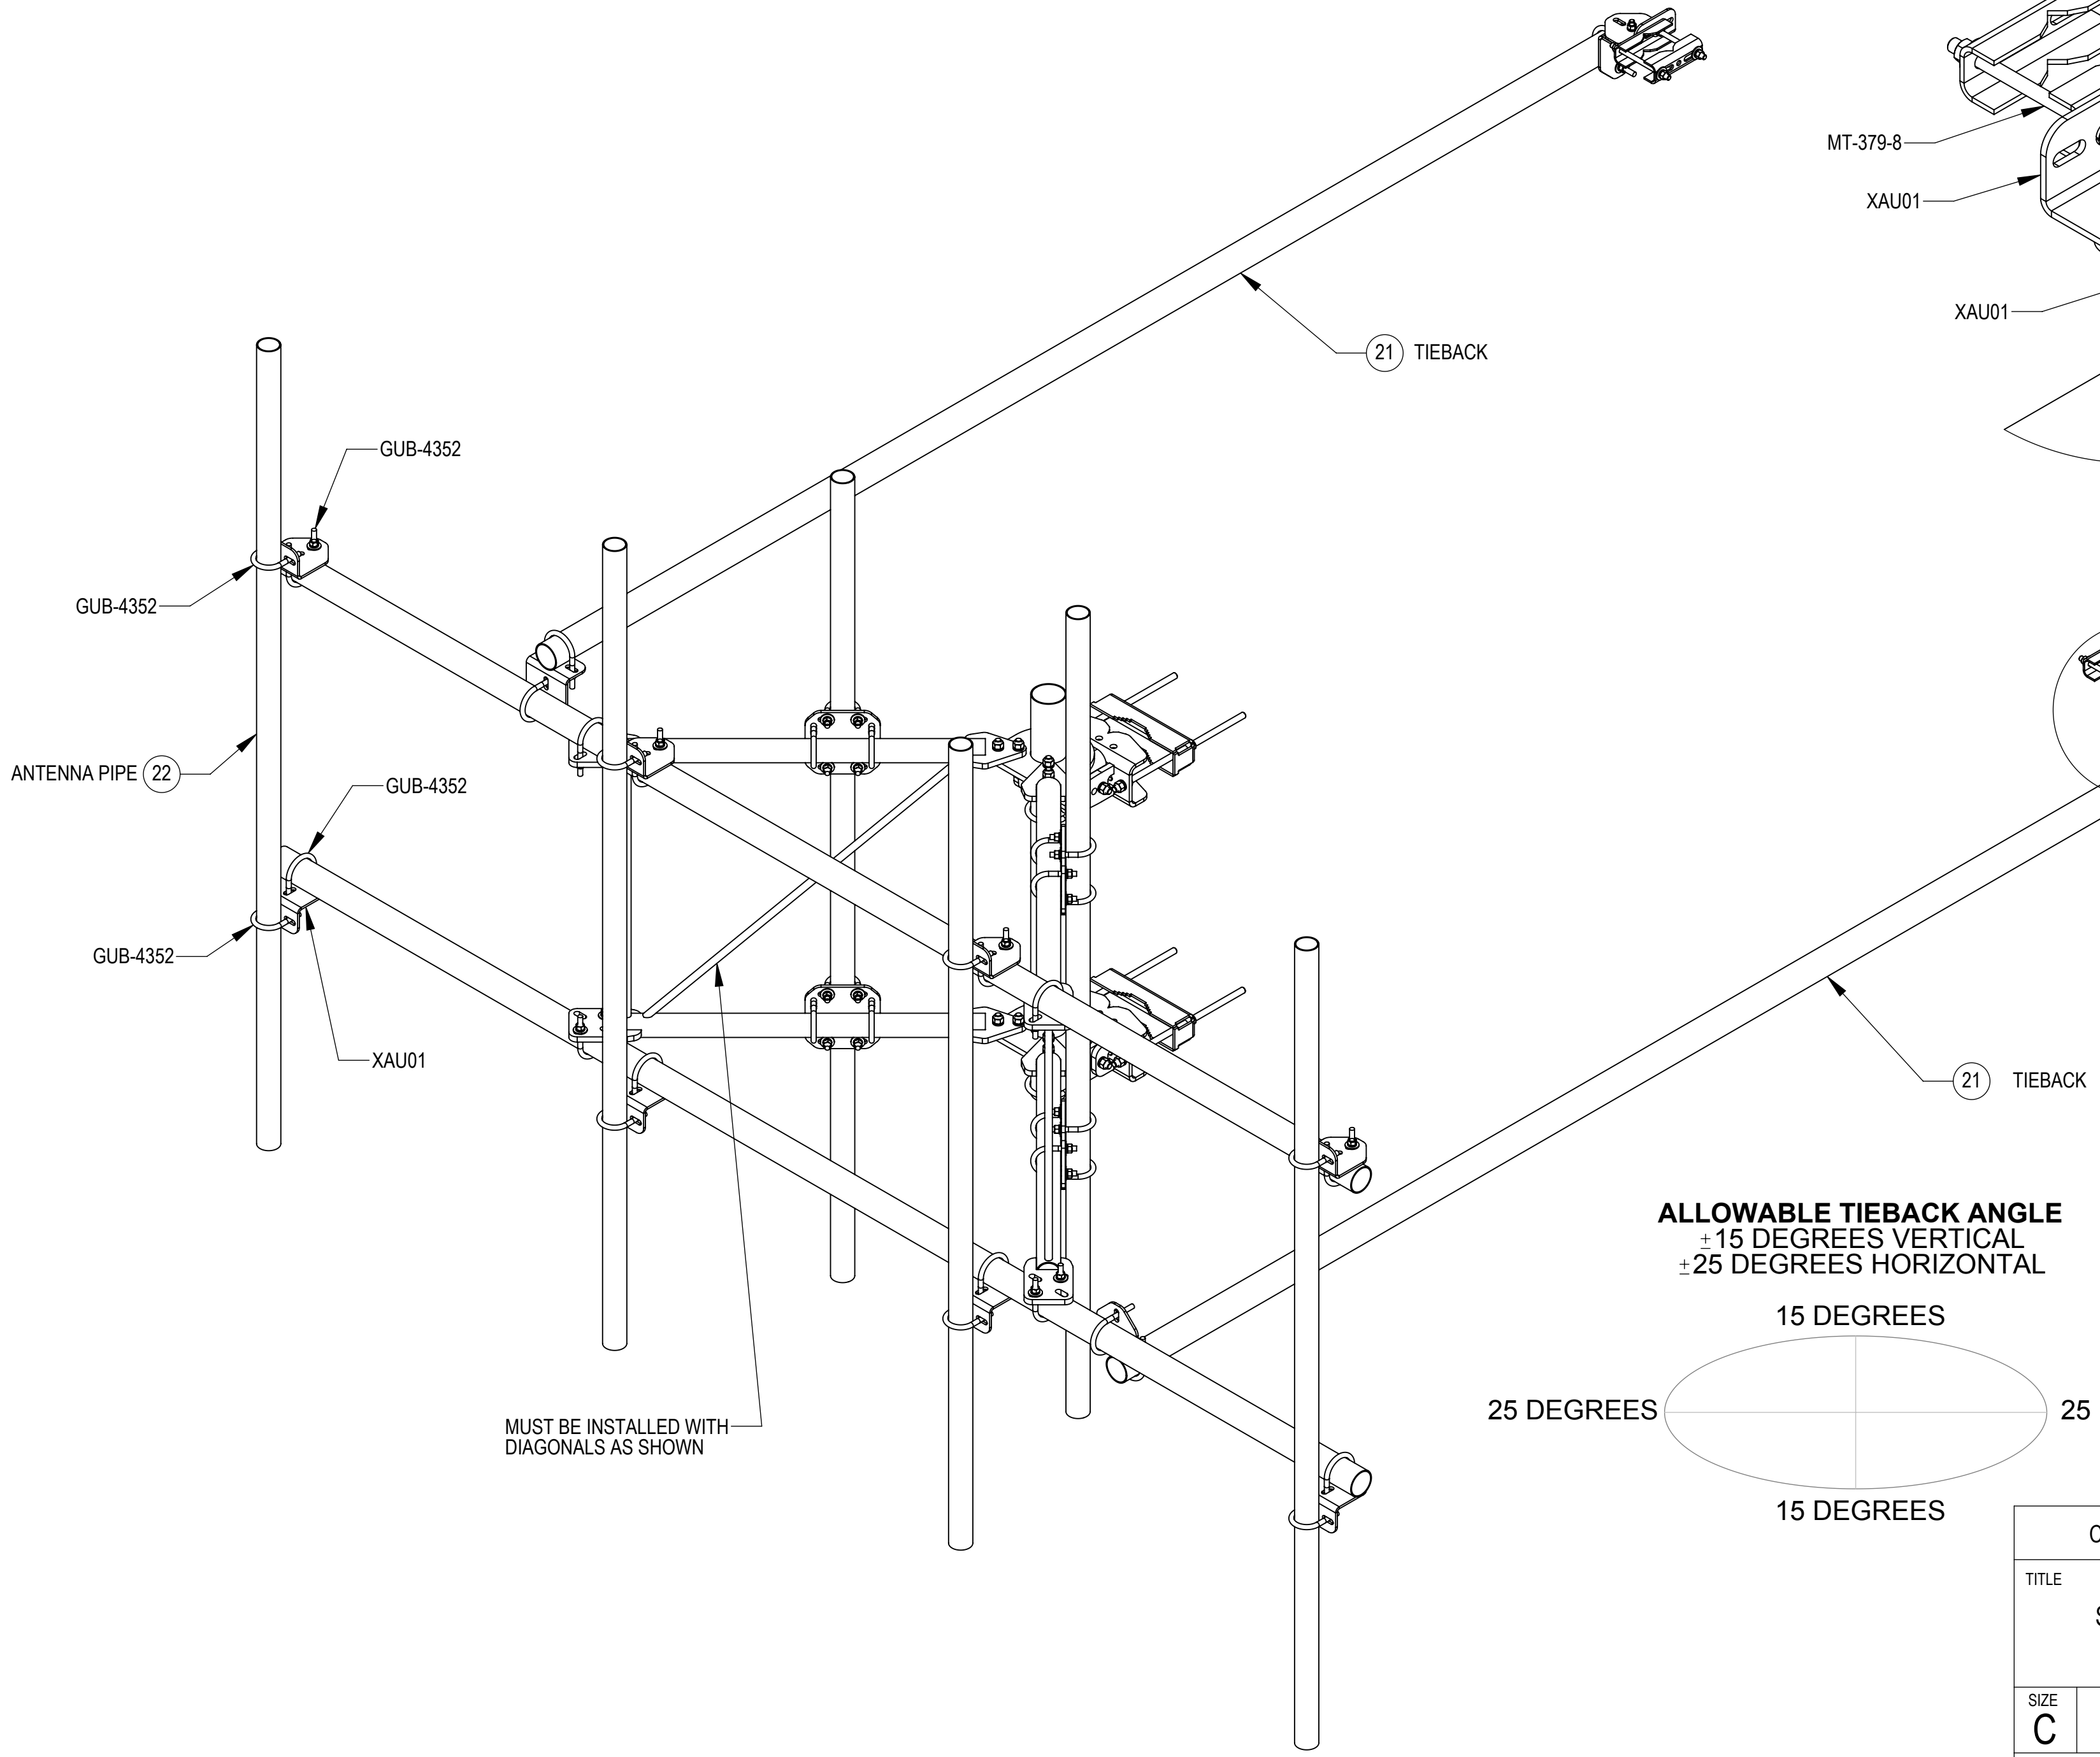 MT-379-8
XAU01
XAU01
21 TIEBACK
GUB-4352
GUB-4352
ANTENNA PIPE 22
GUB-4352
GUB-4352
XAU01
21 TIEBACK
MUST BE INSTALLED WITH
DIAGONALS AS SHOWN
ALLOWABLE TIEBACK ANGLE
±15 DEGREES VERTICAL
±25 DEGREES HORIZONTAL
15 DEGREES
25 DEGREES
25
15 DEGREES
TITLE
SIZE
C